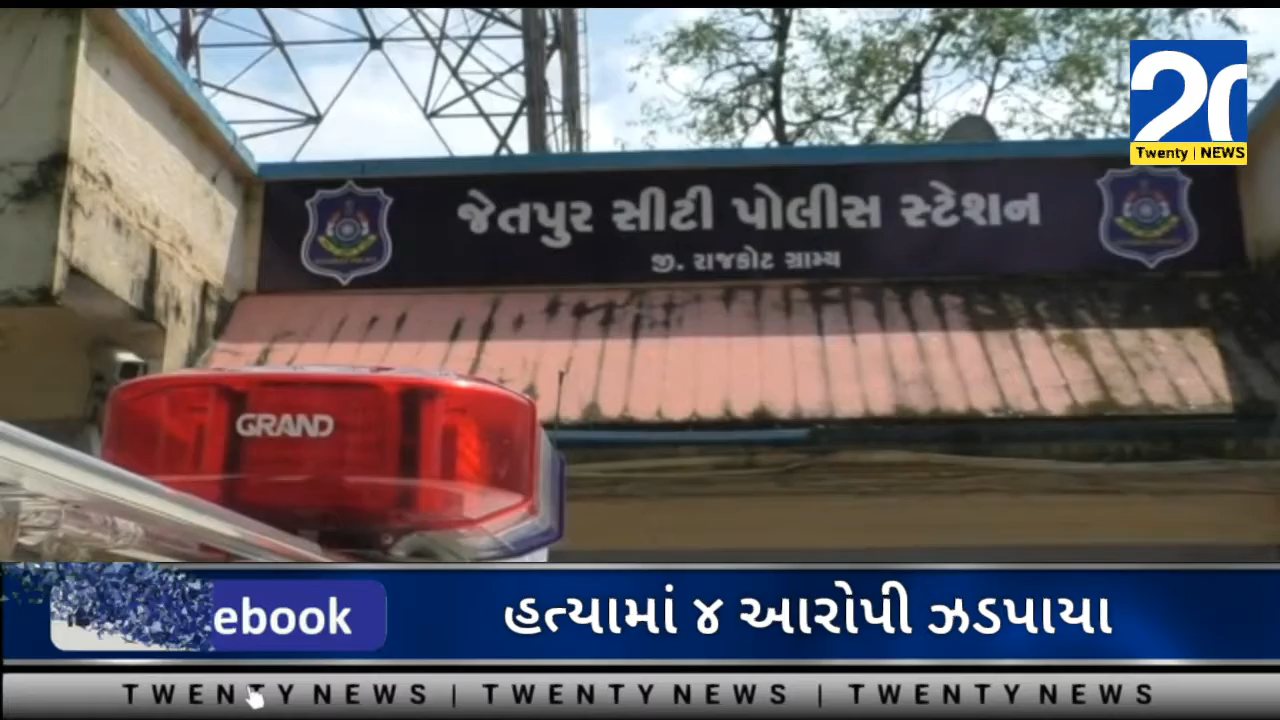 20
Twenty | NEWS
જેતપુર સીટી પોલીસ સ્ટેશન
જી. રાજકોટ ગ્રામ્ય
GRAND
ebook
હત્યામાં ૪ આરોપી ઝડપાયા
TWENTY NEWS | TWENTY NEWS | TWENTY NEWS